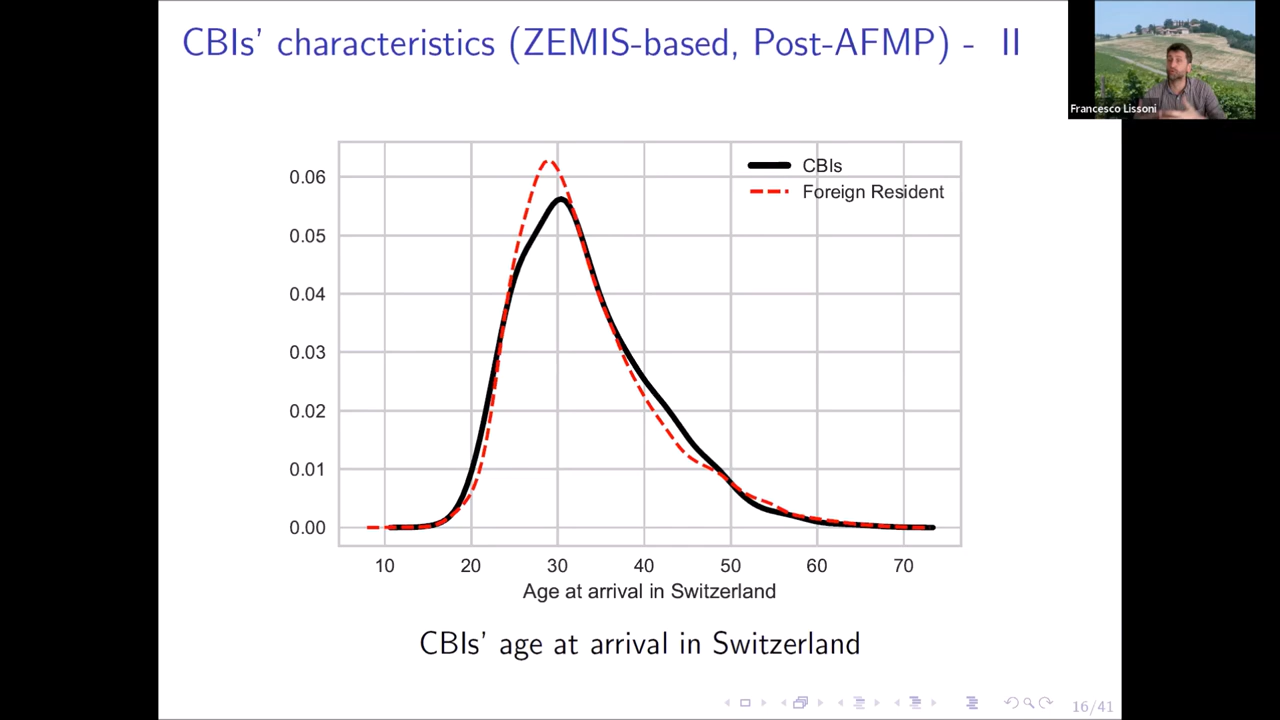 CBIs' characteristics (ZEMIS-based, Post-AFMP) - II
Francesco Lissoni
CBIs
Foreign Resident
0.06
0.05
0.04
0.03
0.02
0.01
0.00
10 20 30 40 50 60 70
Age at arrival in Switzerland
CBIs' age at arrival in Switzerland
16/41